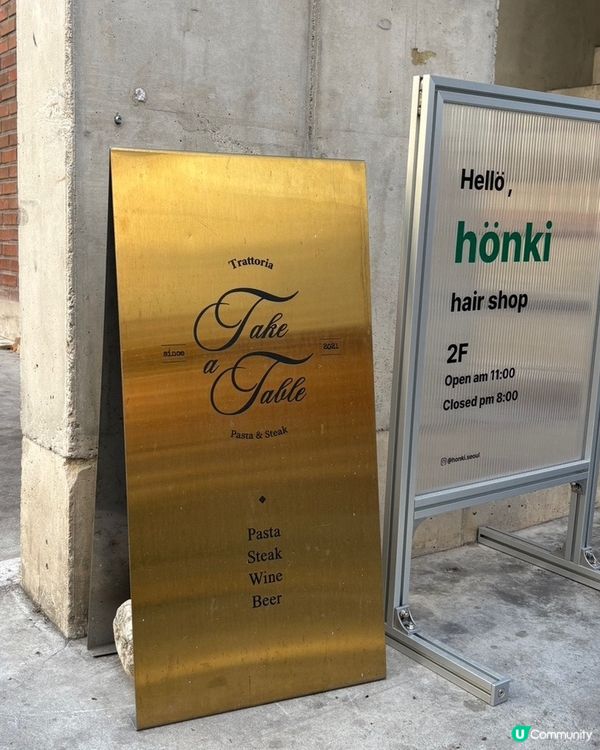 Trattoria
Take
since
2021
a
Table
Pasta & Steak
Pasta
Steak
Wine
Beer
Hellö,
hönki
hair shop
2F
Open am 11:00
Closed pm 8:00
@honki.seoul
U Community